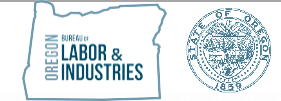 OREGON
BUREAU OF
LABOR &
INDUSTRIES
STATE OF OREGON
1859